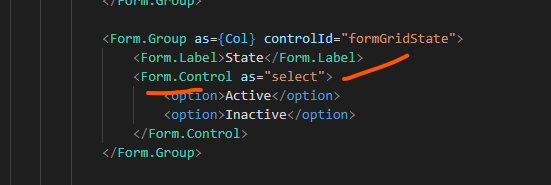 </Form.Group>
<Form.Group as={Col} controlId="formGridState">
<Form.Label>State</Form.Label>
<Form.Control as="select">
<option>Active</option>
<option>Inactive</option>
</Form.Control>
</Form.Group>